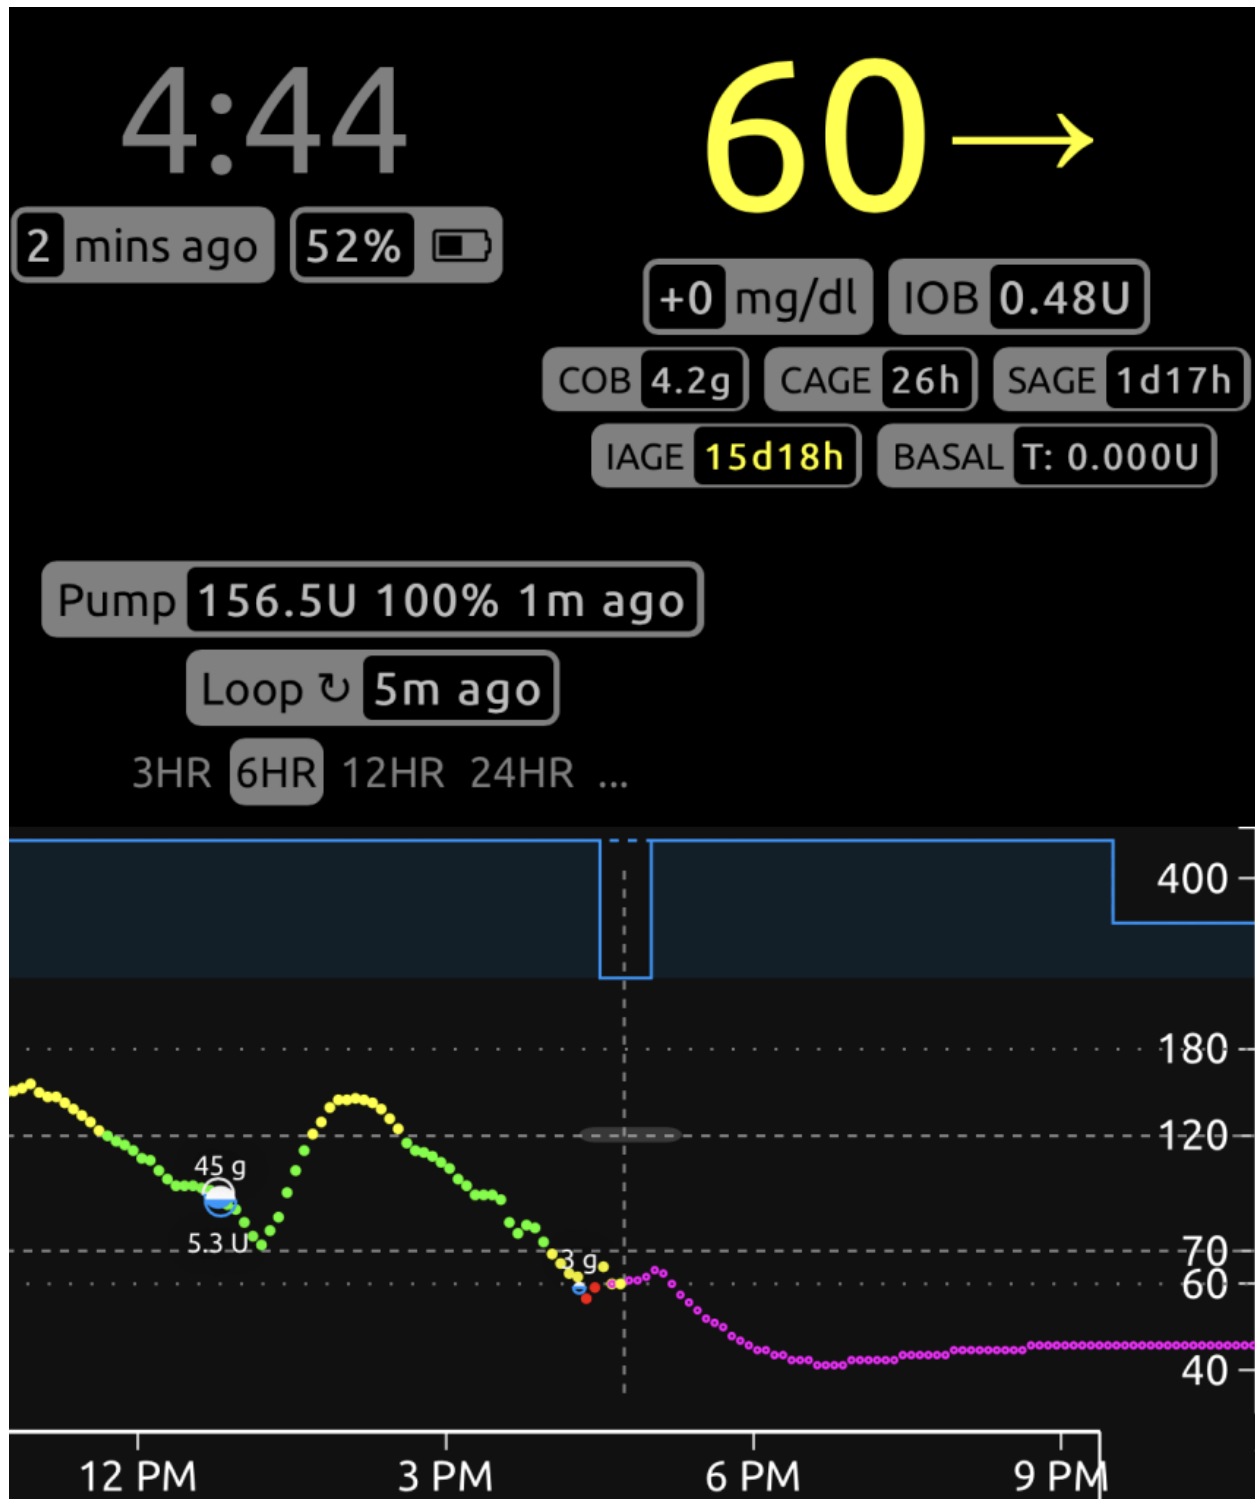 4:44
60→
2 mins ago 52%
+0 mg/dl IOB 0.48U
COB 4.2g CAGE 26h SAGE 1d17h
IAGE 15d18h BASAL T: 0.000U
Pump 156.5U 100% 1m ago
Loop ↻ 5m ago
3HR 6HR 12HR 24HR ...
400
180
120
45 g
5.3 U
70
3 g
60
40
12 PM 3 PM 6 PM 9 PM